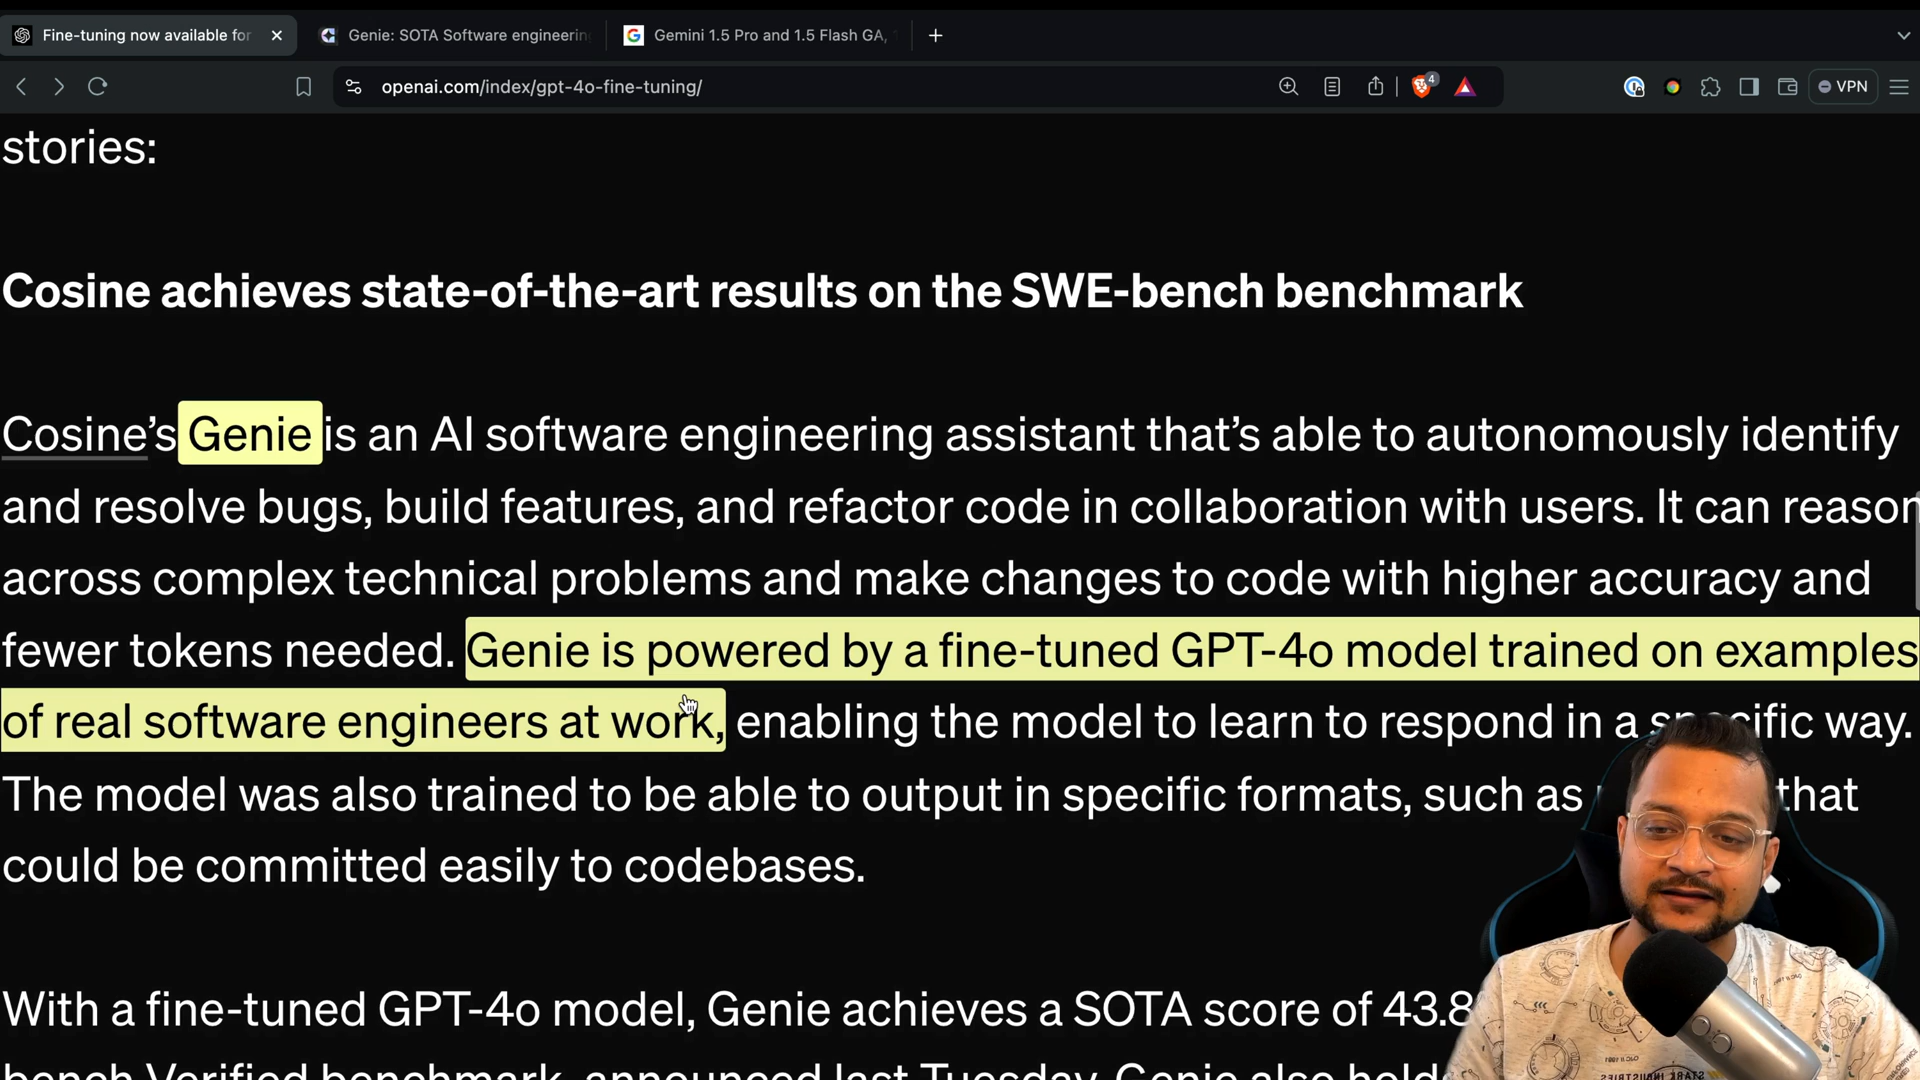 Fine-tuning now available for
Genie: SOTA Software engineerin
Gemini 1.5 Pro and 1.5 Flash GA,
openai.com/index/gpt-4o-fine-tuning/
4
VPN
stories:
Cosine achieves state-of-the-art results on the SWE-bench benchmark
Cosine’s Genie is an AI software engineering assistant that’s able to autonomously identify
and resolve bugs, build features, and refactor code in collaboration with users. It can reason
across complex technical problems and make changes to code with higher accuracy and
fewer tokens needed. Genie is powered by a fine-tuned GPT-4o model trained on examples
of real software engineers at work, enabling the model to learn to respond in a specific way.
The model was also trained to be able to output in specific formats, such as that
could be committed easily to codebases.
With a fine-tuned GPT-4o model, Genie achieves a SOTA score of 43.8
bench Verified benchmark, announced last Tuesday. Genie also hold